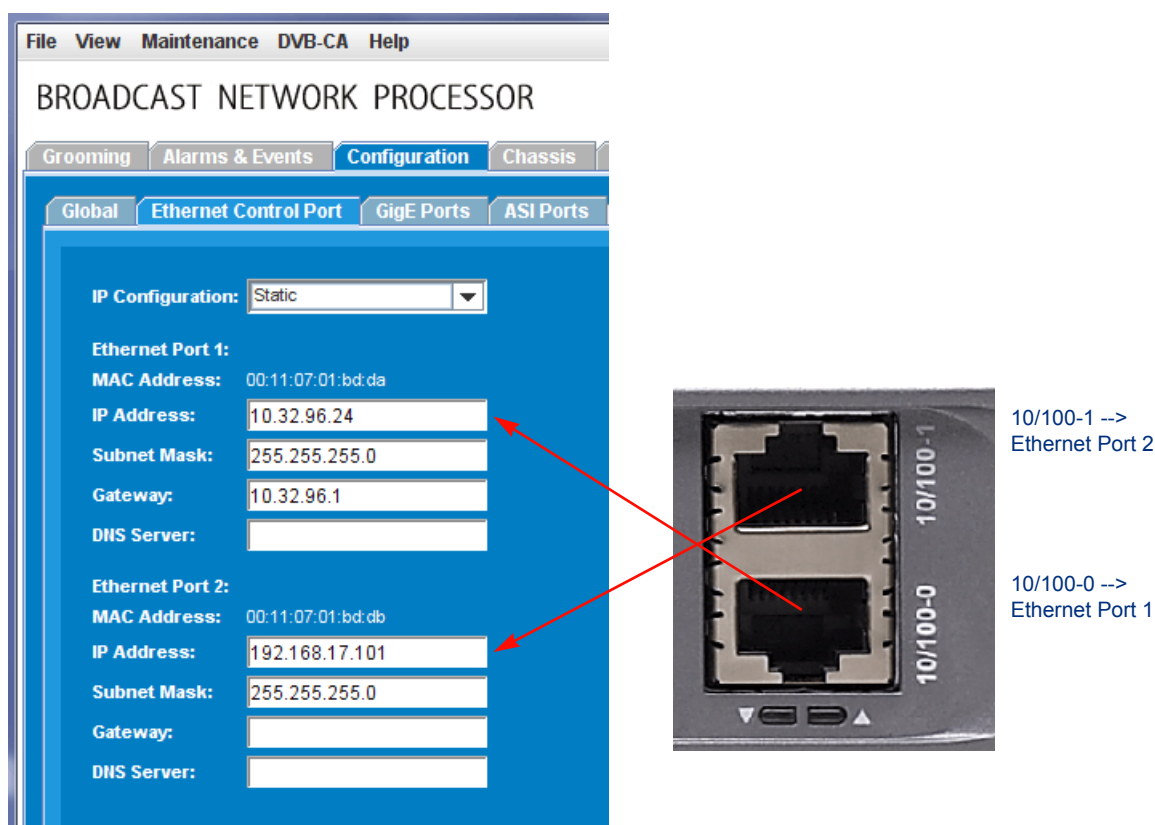 File View Maintenance DVB-CA Help
BROADCAST NETWORK PROCESSOR
Grooming Alarms & Events Configuration Chassis
Global Ethernet Control Port GigE Ports ASI Ports
IP Configuration: Static
Ethernet Port 1:
MAC Address: 00:11:07:01:bd:da
IP Address: 10.32.96.24
Subnet Mask: 255.255.255.0
Gateway: 10.32.96.1
DNS Server:
Ethernet Port 2:
MAC Address: 00:11:07:01:bd:db
IP Address: 192.168.17.101
Subnet Mask: 255.255.255.0
Gateway:
DNS Server:
10/100-1
10/100-0
10/100-1 -->
Ethernet Port 2
10/100-0 -->
Ethernet Port 1